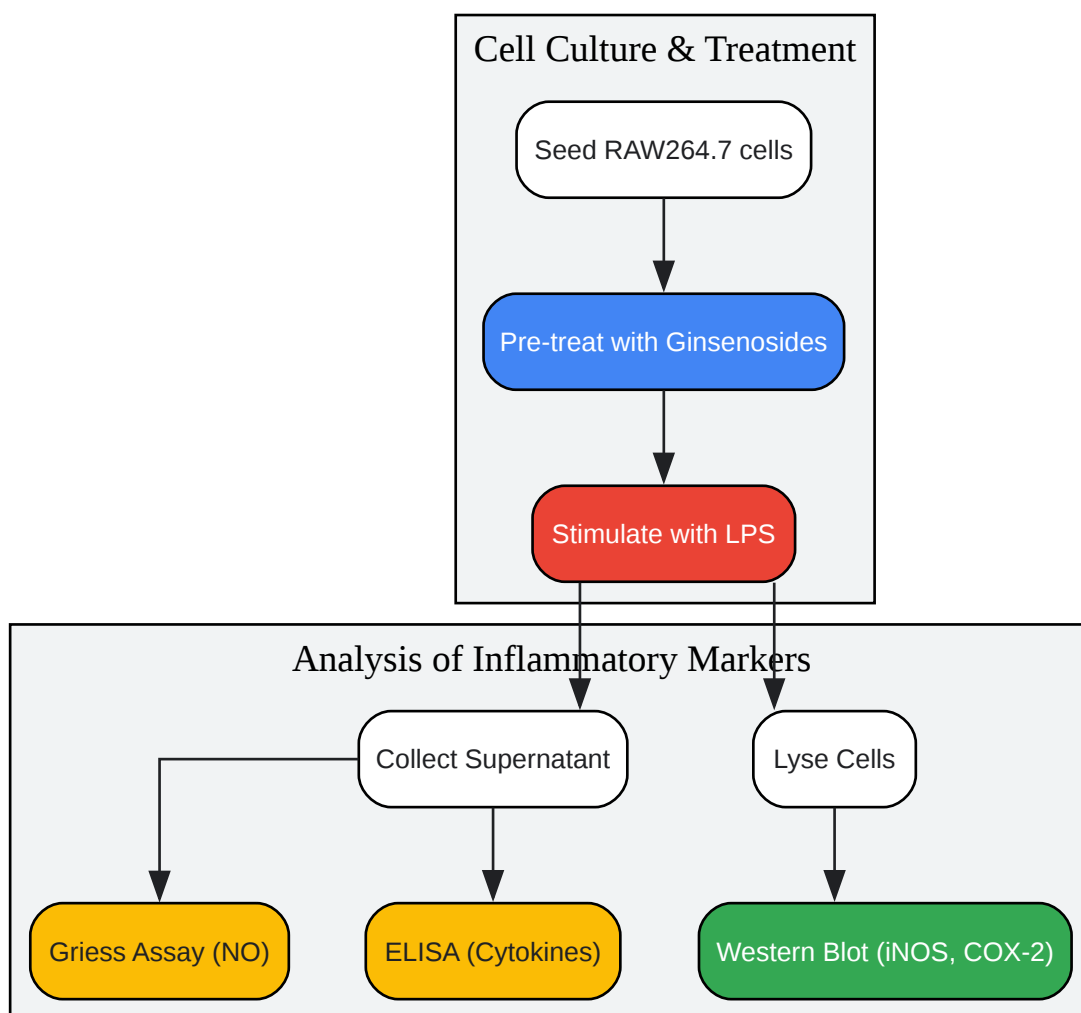 Cell Culture & Treatment
Seed RAW264.7 cells
Pre-treat with Ginsenosides
Stimulate with LPS
Analysis of Inflammatory Markers
Collect Supernatant
Lyse Cells
Griess Assay (NO)
ELISA (Cytokines)
Western Blot (iNOS, COX-2)